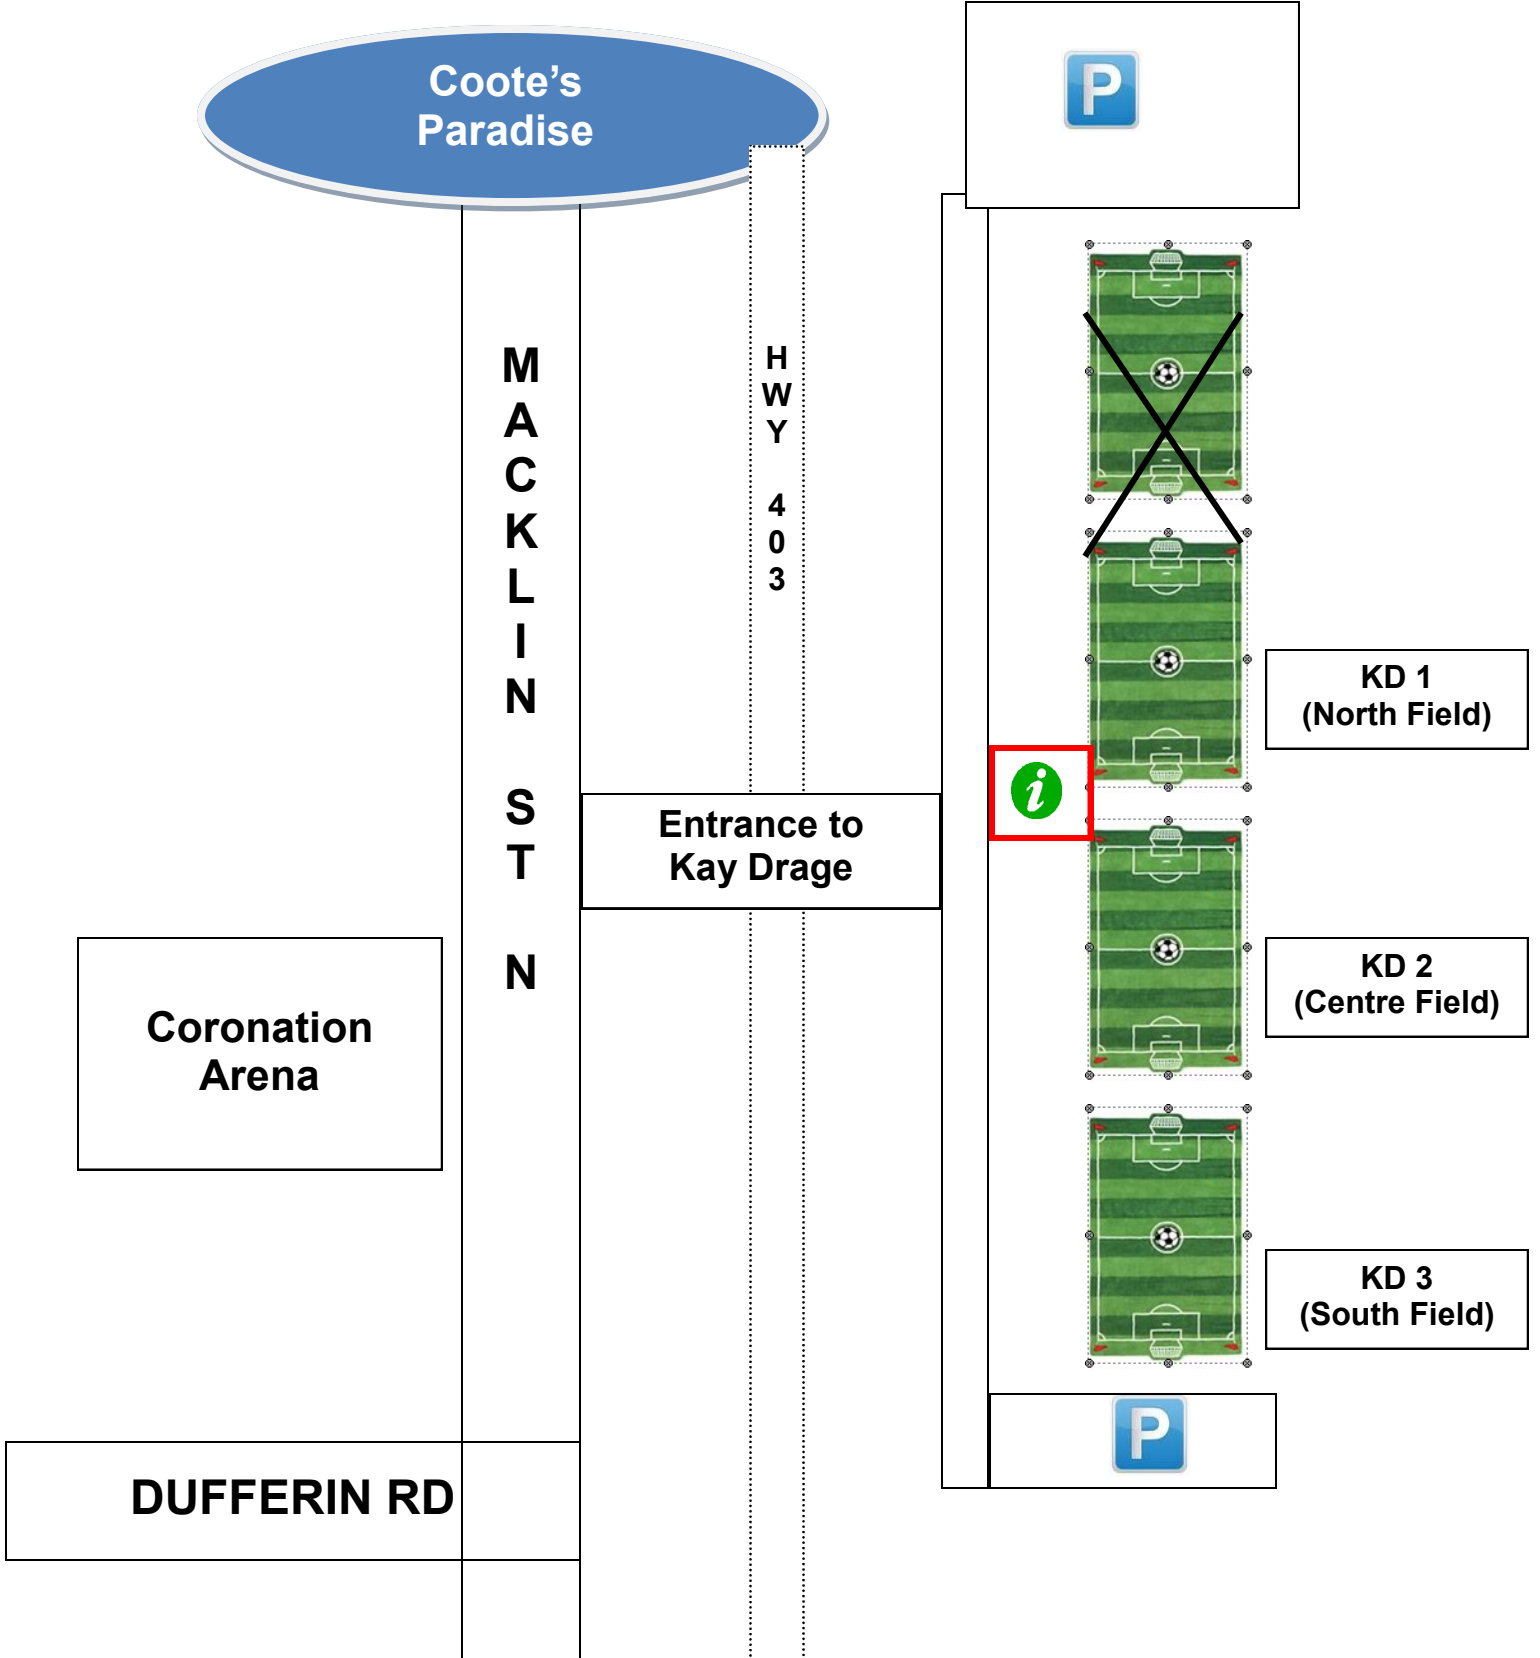 Coote’s
Paradise
P
M
A
C
K
L
I
N
S
T
N
H
W
Y
4
0
3
KD 1
(North Field)
i
Entrance to
Kay Drage
Coronation
Arena
KD 2
(Centre Field)
KD 3
(South Field)
P
DUFFERIN RD